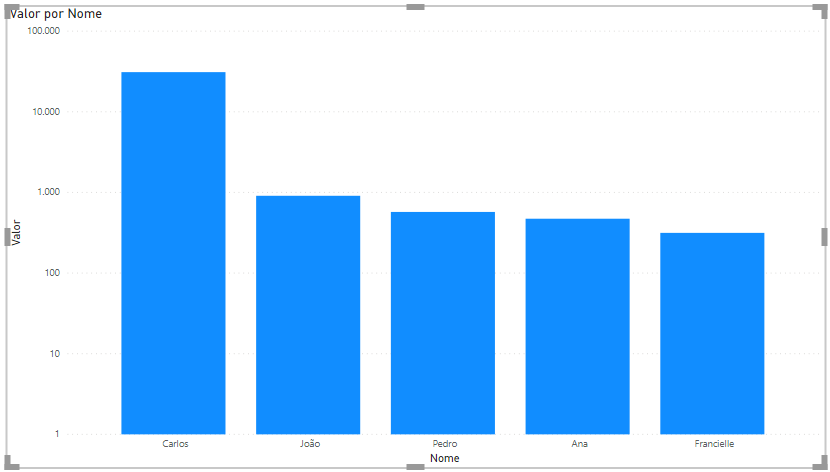 Valor por Nome
100.000
10.000
1.000
100
10
1
Valor
Carlos João Pedro Ana Francielle
Nome